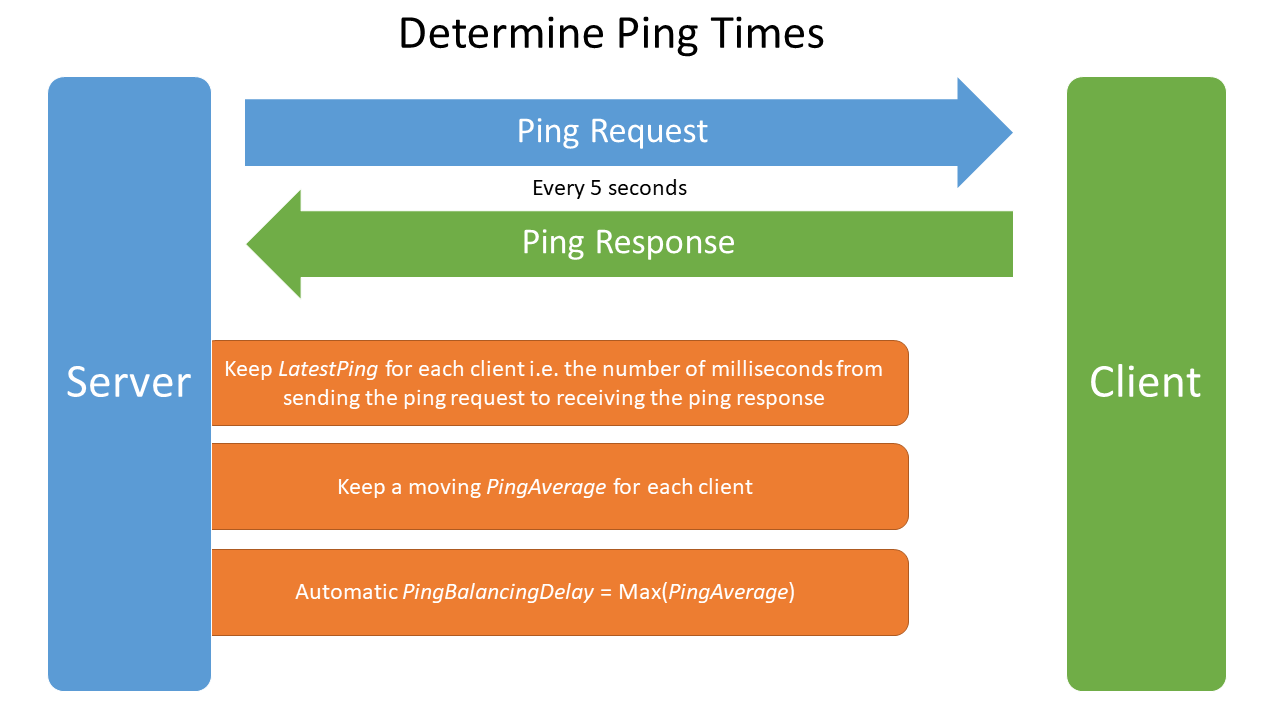 Determine Ping Times
Ping Request
Every 5 seconds
Ping Response
Server
Keep LatestPing for each client i.e. the number of milliseconds from
sending the ping request to receiving the ping response
Keep a moving PingAverage for each client
Automatic PingBalancingDelay = Max(PingAverage)
Client